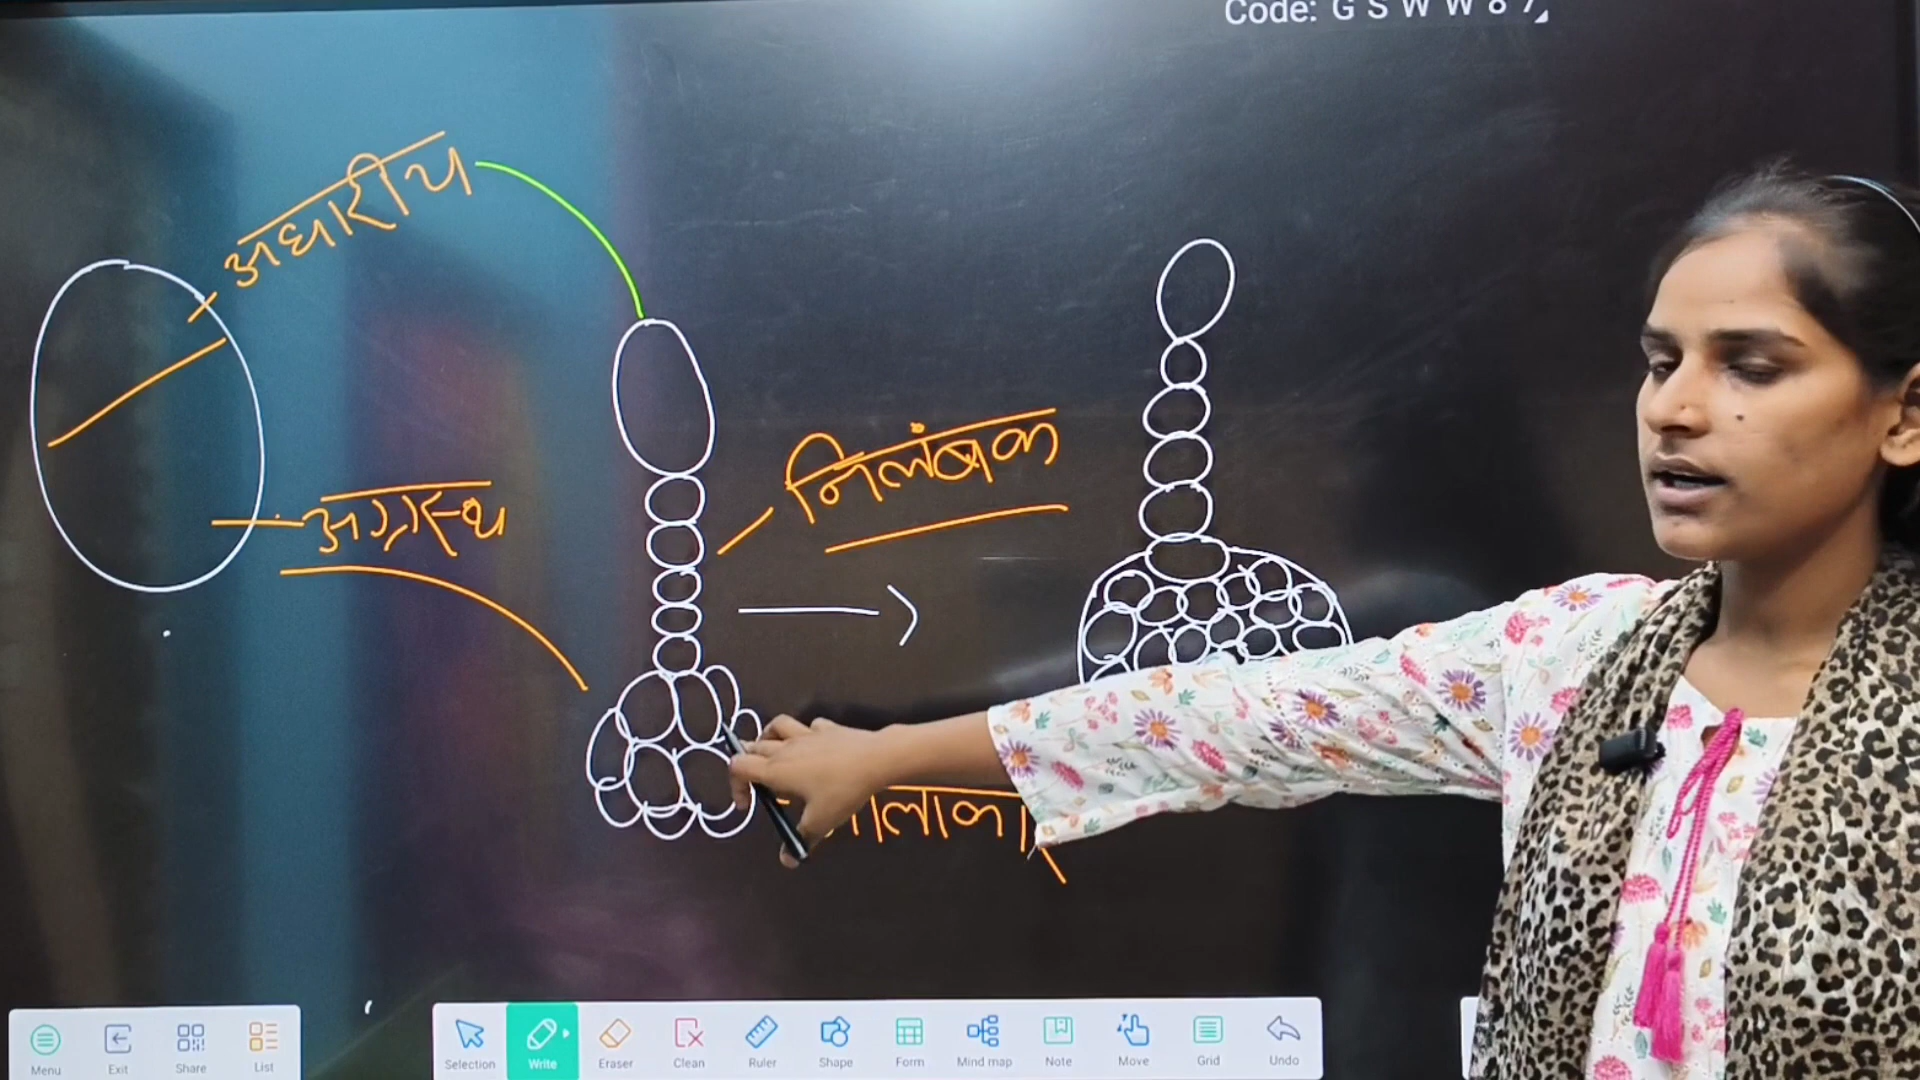 Code: G S W W 8 7
अधारीय
निलंबक
अग्रस्थ
Menu Exit Share List
Selection Write Eraser Clean Ruler Shape Form Mind map Note Move Grid Undo